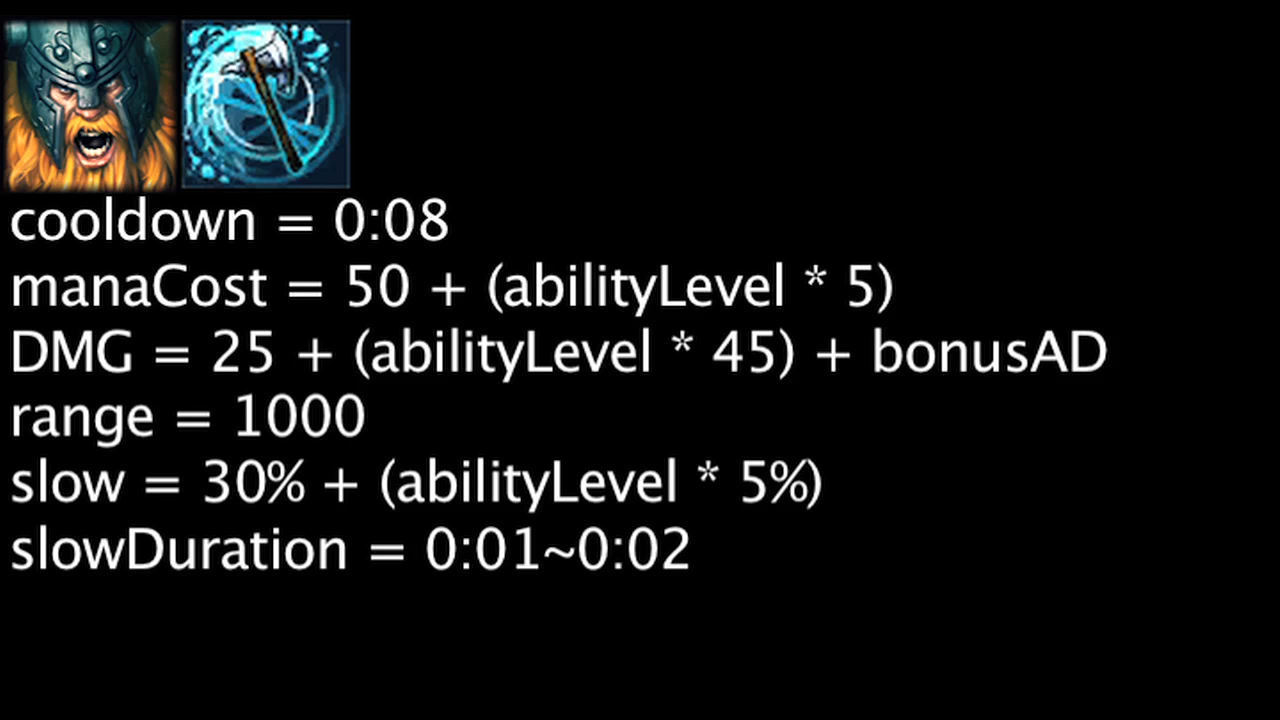 cooldown = 0:08
manaCost = 50 + (abilityLevel * 5)
DMG = 25 + (abilityLevel * 45) + bonusAD
range = 1000
slow = 30% + (abilityLevel * 5%)
slowDuration = 0:01~0:02